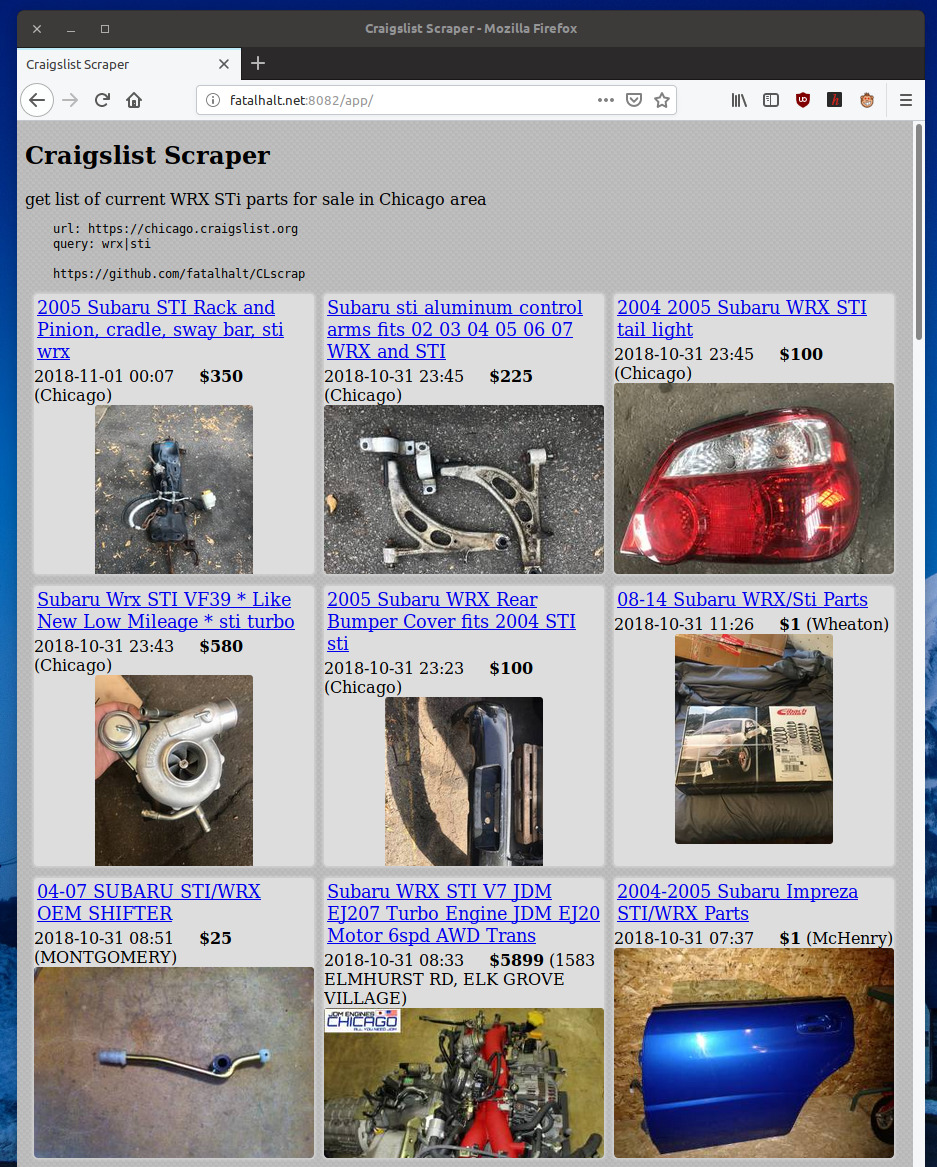 Craigslist Scraper - Mozilla Firefox
Craigslist Scraper
fatalhalt.net:8082/app/
Craigslist Scraper
get list of current WRX STi parts for sale in Chicago area
url: https://chicago.craigslist.org
query: wrx|sti
https://github.com/fatalhalt/CLscrap
2005 Subaru STI Rack and
Pinion, cradle, sway bar, sti
wrx
2018-11-01 00:07 $350
(Chicago)
Subaru sti aluminum control
arms fits 02 03 04 05 06 07
WRX and STI
2018-10-31 23:45 $225
(Chicago)
2004 2005 Subaru WRX STI
tail light
2018-10-31 23:45 $100
(Chicago)
Subaru Wrx STI VF39 * Like
New Low Mileage * sti turbo
2018-10-31 23:43 $580
(Chicago)
2005 Subaru WRX Rear
Bumper Cover fits 2004 STI
sti
2018-10-31 23:23 $100
(Chicago)
08-14 Subaru WRX/Sti Parts
2018-10-31 11:26 $1 (Wheaton)
04-07 SUBARU STI/WRX
OEM SHIFTER
2018-10-31 08:51 $25
(MONTGOMERY)
Subaru WRX STI V7 JDM
EJ207 Turbo Engine JDM EJ20
Motor 6spd AWD Trans
2018-10-31 08:33 $5899 (1583
ELMHURST RD, ELK GROVE
VILLAGE)
JDM ENGINES
CHICAGO
ALL YOU NEED JDM
2004-2005 Subaru Impreza
STI/WRX Parts
2018-10-31 07:37 $1 (McHenry)